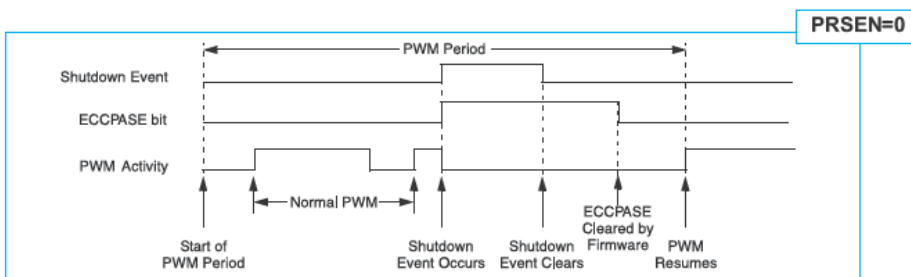 PRSEN=0
PWM Period
Shutdown Event
ECCPASE bit
PWM Activity
Normal PWM
Start of
PWM Period
Shutdown
Event Occurs
Shutdown
Event Clears
ECCPASE
Cleared by
Firmware
PWM
Resumes